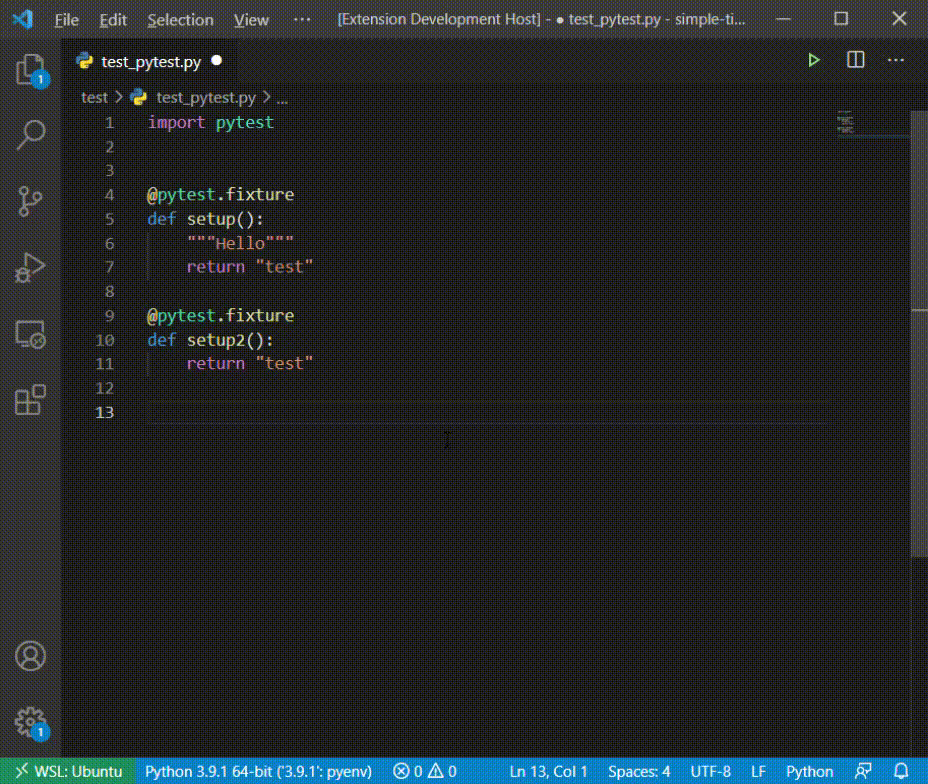 File Edit Selection View ··· [Extension Development Host] - ● test_pytest.py - simple-ti...
test_pytest.py ●
test > test_pytest.py > ...
1 import pytest
2
3
4 @pytest.fixture
5 def setup():
6     """Hello"""
7     return "test"
8
9 @pytest.fixture
10 def setup2():
11     return "test"
12
13
1
1
WSL: Ubuntu Python 3.9.1 64-bit ('3.9.1': pyenv) 0 0 Ln 13, Col 1 Spaces: 4 UTF-8 LF Python